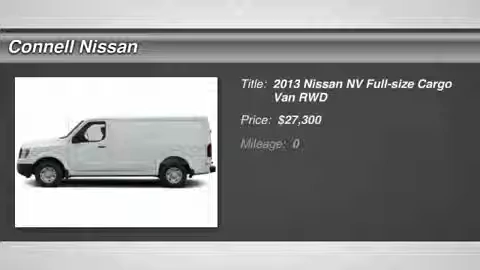 Connell Nissan
Title: 2013 Nissan NV Full-size Cargo
Van RWD
Price: $27,300
Mileage: 0